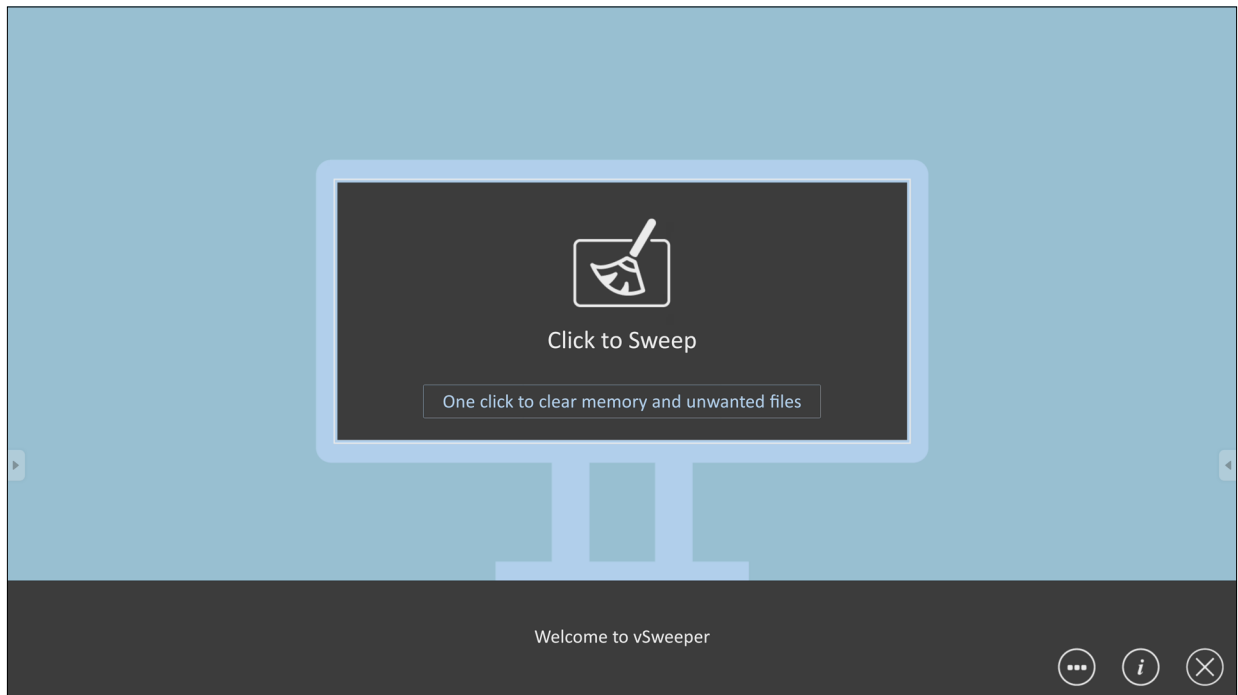 Click to Sweep
One click to clear memory and unwanted files
Welcome to vSweeper
i